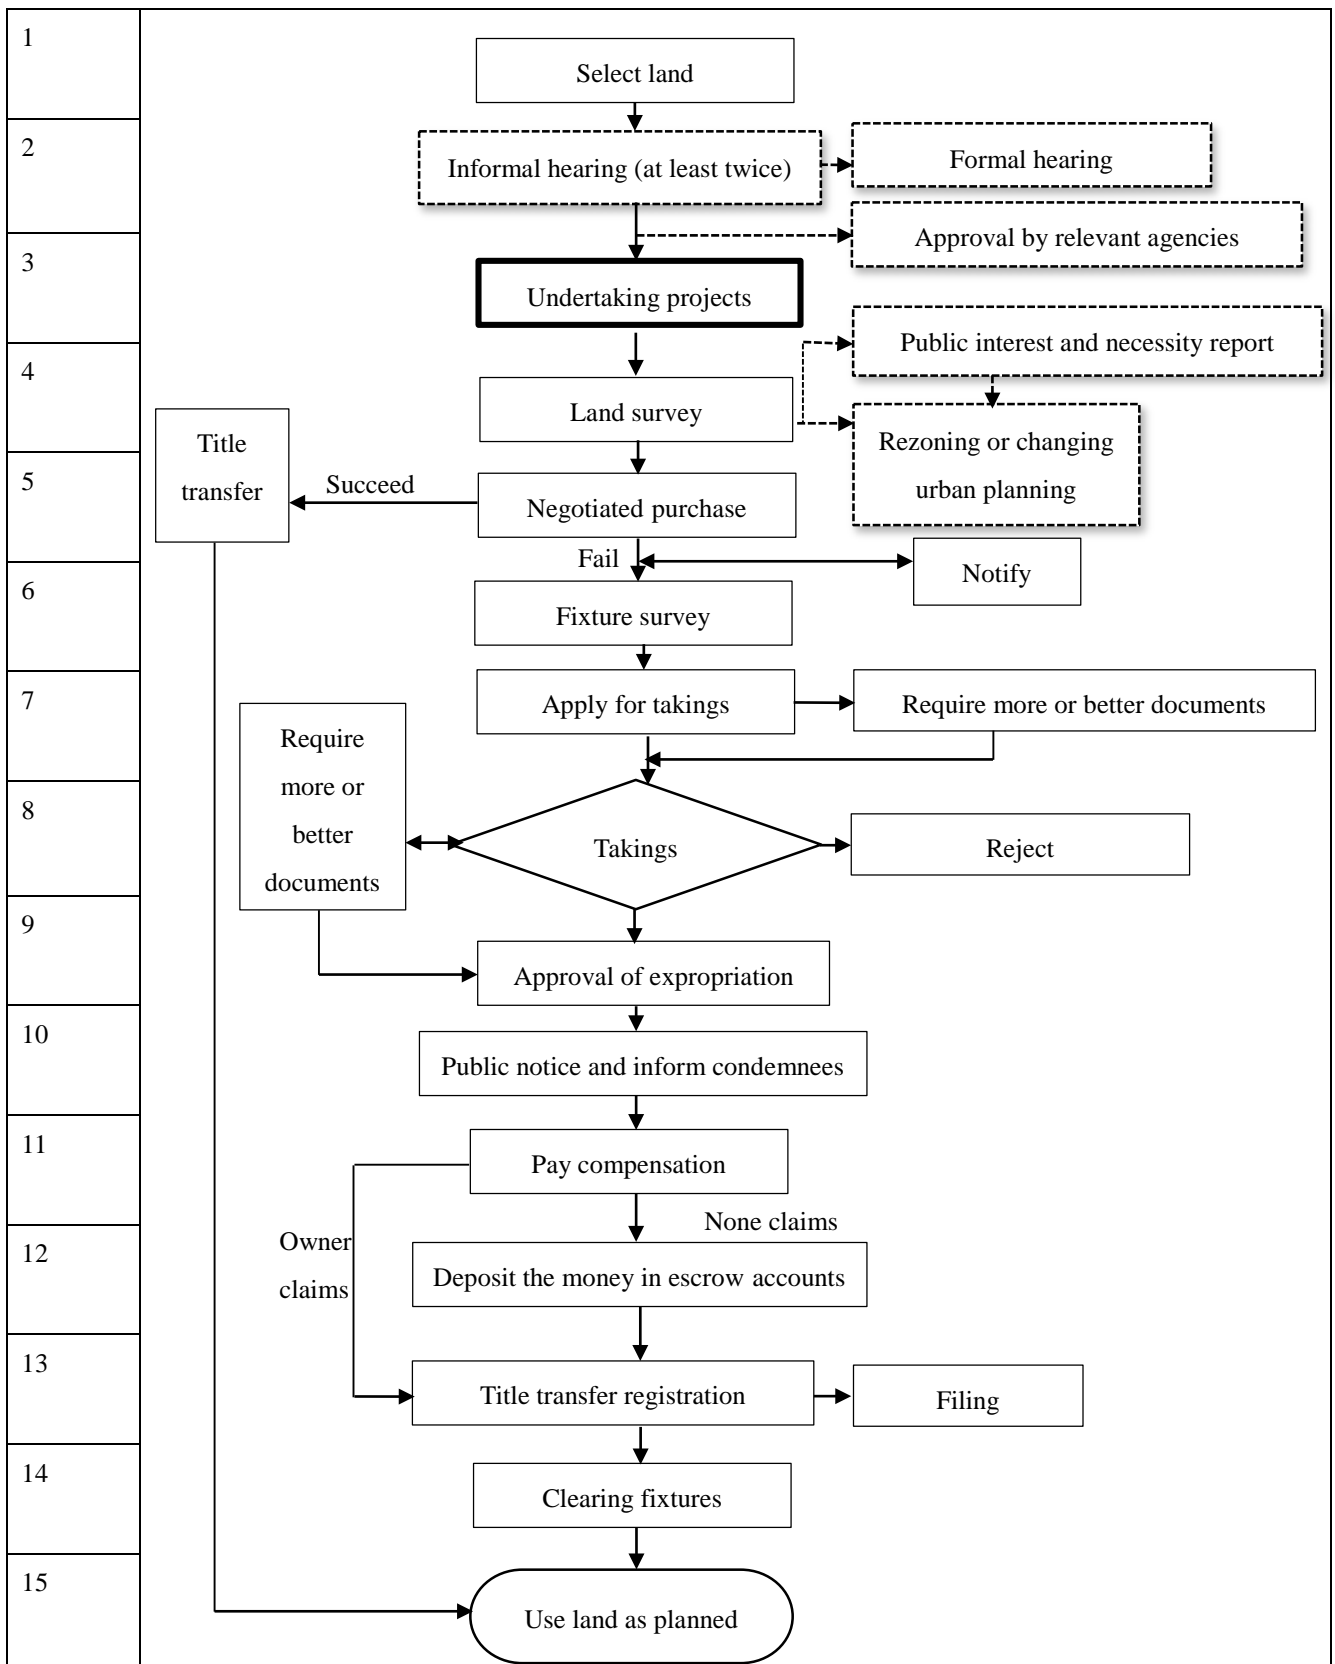 1
Select land
2
Informal hearing (at least twice)
Formal hearing
Approval by relevant agencies
3
Undertaking projects
Public interest and necessity report
4
Land survey
Rezoning or changing
urban planning
Title
transfer
5
Succeed
Negotiated purchase
Fail
Notify
6
Fixture survey
7
Apply for takings
Require more or better documents
Require
more or
better
documents
8
Takings
Reject
9
Approval of expropriation
10
Public notice and inform condemnees
11
Pay compensation
None claims
Owner
claims
12
Deposit the money in escrow accounts
13
Title transfer registration
Filing
14
Clearing fixtures
15
Use land as planned